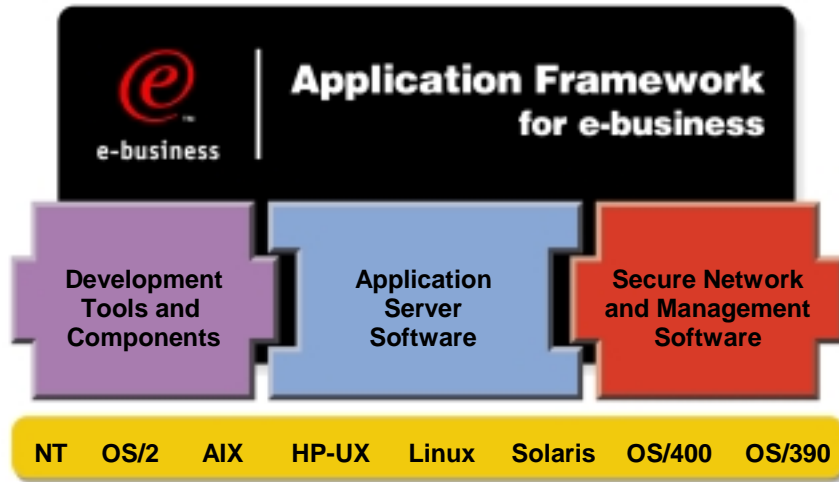 e
™
e-business
Application Framework
for e-business
Development
Tools and
Components
Application
Server
Software
Secure Network
and Management
Software
NT OS/2 AIX HP-UX Linux Solaris OS/400 OS/390